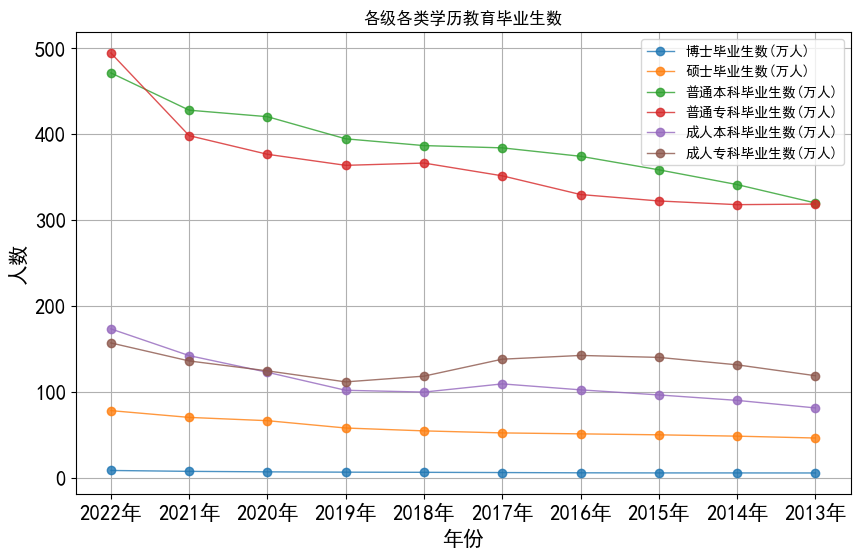 各级各类学历教育毕业生数
博士毕业生数(万人)
硕士毕业生数(万人)
普通本科毕业生数(万人)
普通专科毕业生数(万人)
成人本科毕业生数(万人)
成人专科毕业生数(万人)
人数
500
400
300
200
100
0
2022年 2021年 2020年 2019年 2018年 2017年 2016年 2015年 2014年 2013年
年份